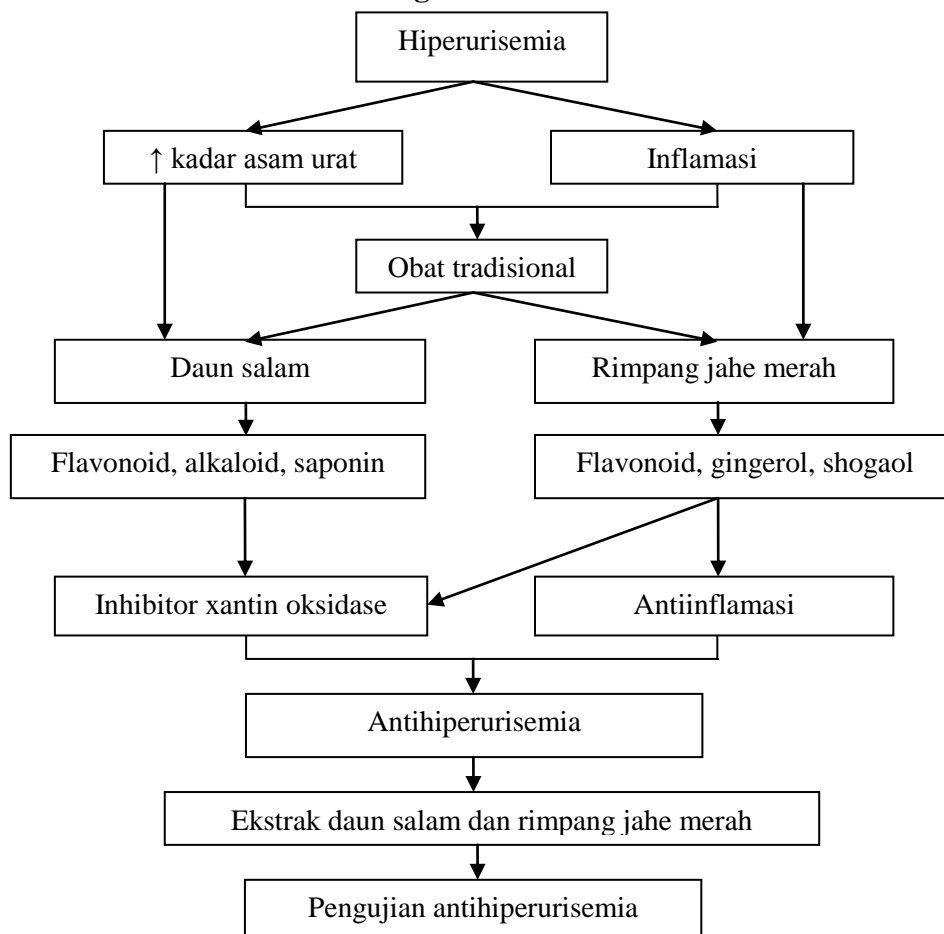 Hiperurisemia
↑ kadar asam urat
Inflamasi
Obat tradisional
Daun salam
Rimpang jahe merah
Flavonoid, alkaloid, saponin
Flavonoid, gingerol, shogaol
Inhibitor xantin oksidase
Antiinflamasi
Antihiperurisemia
Ekstrak daun salam dan rimpang jahe merah
Pengujian antihiperurisemia